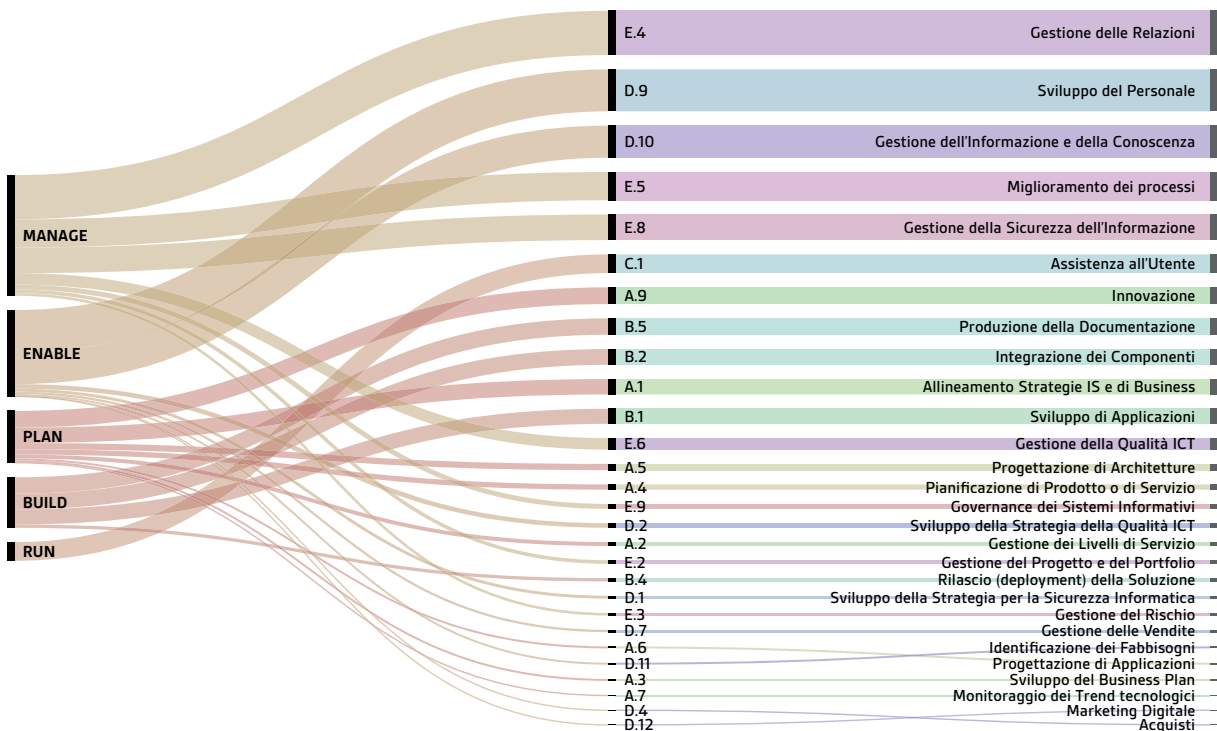 MANAGE
ENABLE
PLAN
BUILD
RUN
E.4 Gestione delle Relazioni
D.9 Sviluppo del Personale
D.10 Gestione dell'Informazione e della Conoscenza
E.5 Miglioramento dei processi
E.8 Gestione della Sicurezza dell'Informazione
C.1 Assistenza all'Utente
A.9 Innovazione
B.5 Produzione della Documentazione
B.2 Integrazione dei Componenti
A.1 Allineamento Strategie IS e di Business
B.1 Sviluppo di Applicazioni
E.6 Gestione della Qualità ICT
A.5 Progettazione di Architetture
A.4 Pianificazione di Prodotto o di Servizio
E.9 Governance dei Sistemi Informativi
D.2 Sviluppo della Strategia della Qualità ICT
A.2 Gestione dei Livelli di Servizio
E.2 Gestione del Progetto e del Portfolio
B.4 Rilascio (deployment) della Soluzione
D.1 Sviluppo della Strategia per la Sicurezza Informatica
E.3 Gestione del Rischio
D.7 Gestione delle Vendite
A.6 Identificazione dei Fabbisogni
D.11 Progettazione di Applicazioni
A.3 Sviluppo del Business Plan
A.7 Monitoraggio dei Trend tecnologici
D.4 Marketing Digitale
D.12 Acquisti